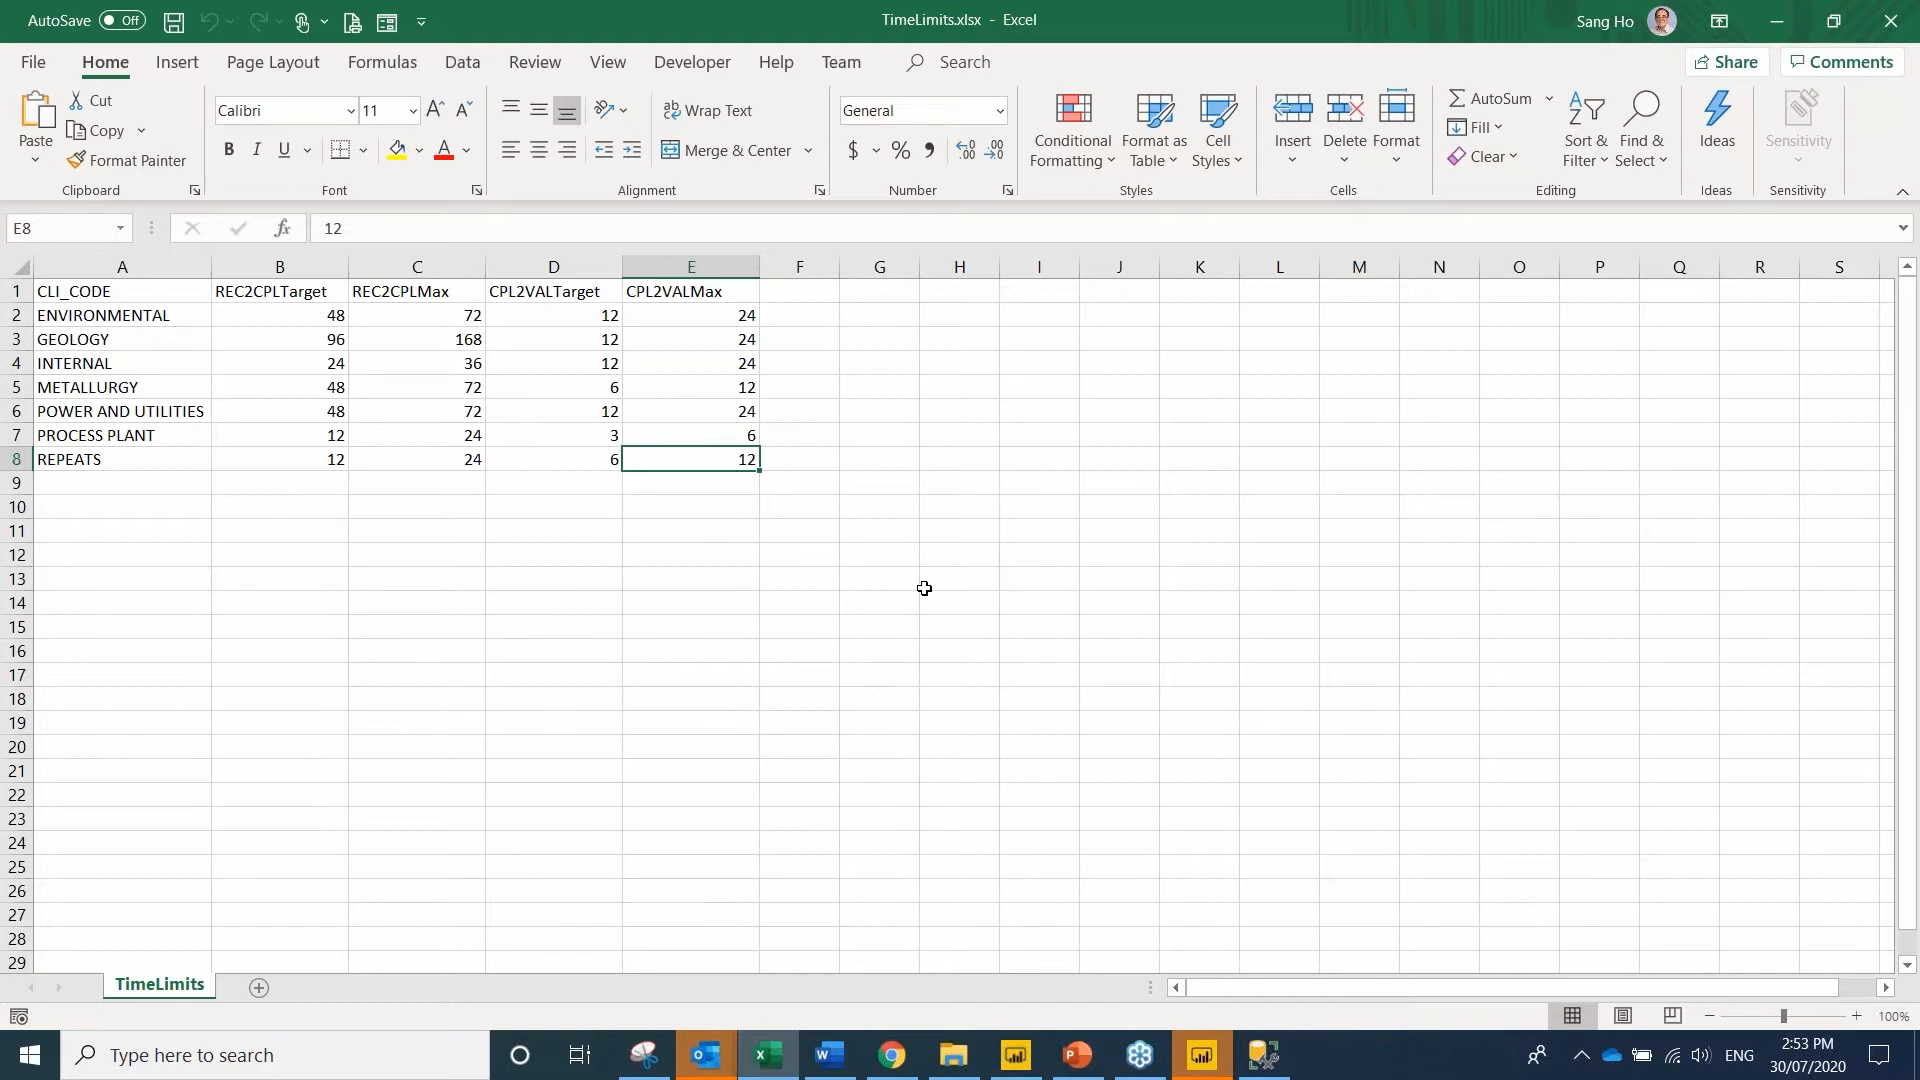 AutoSave Off TimeLimits.xlsx - Excel Sang Ho
File Home Insert Page Layout Formulas Data Review View Developer Help Team Search Share Comments
Paste Cut Copy Format Painter
Clipboard
Calibri 11
B I U
Font
Wrap Text
Merge & Center
Alignment
General
$ %
Number
Conditional Formatting Format as Table Cell Styles
Styles
Insert Delete Format
Cells
AutoSum
Fill
Clear
Sort & Filter Find & Select
Editing
Ideas
Ideas
Sensitivity
Sensitivity
E8 fx 12
A B C D E F G H I J K L M N O P Q R S
1 CLI_CODE REC2CPLTarget REC2CPLMax CPL2VALTarget CPL2VALMax
2 ENVIRONMENTAL 48 72 12 24
3 GEOLOGY 96 168 12 24
4 INTERNAL 24 36 12 24
5 METALLURGY 48 72 6 12
6 POWER AND UTILITIES 48 72 12 24
7 PROCESS PLANT 12 24 3 6
8 REPEATS 12 24 6 12
9
10
11
12
13
14
15
16
17
18
19
20
21
22
23
24
25
26
27
28
29
TimeLimits
100%
Type here to search ENG 2:53 PM
30/07/2020